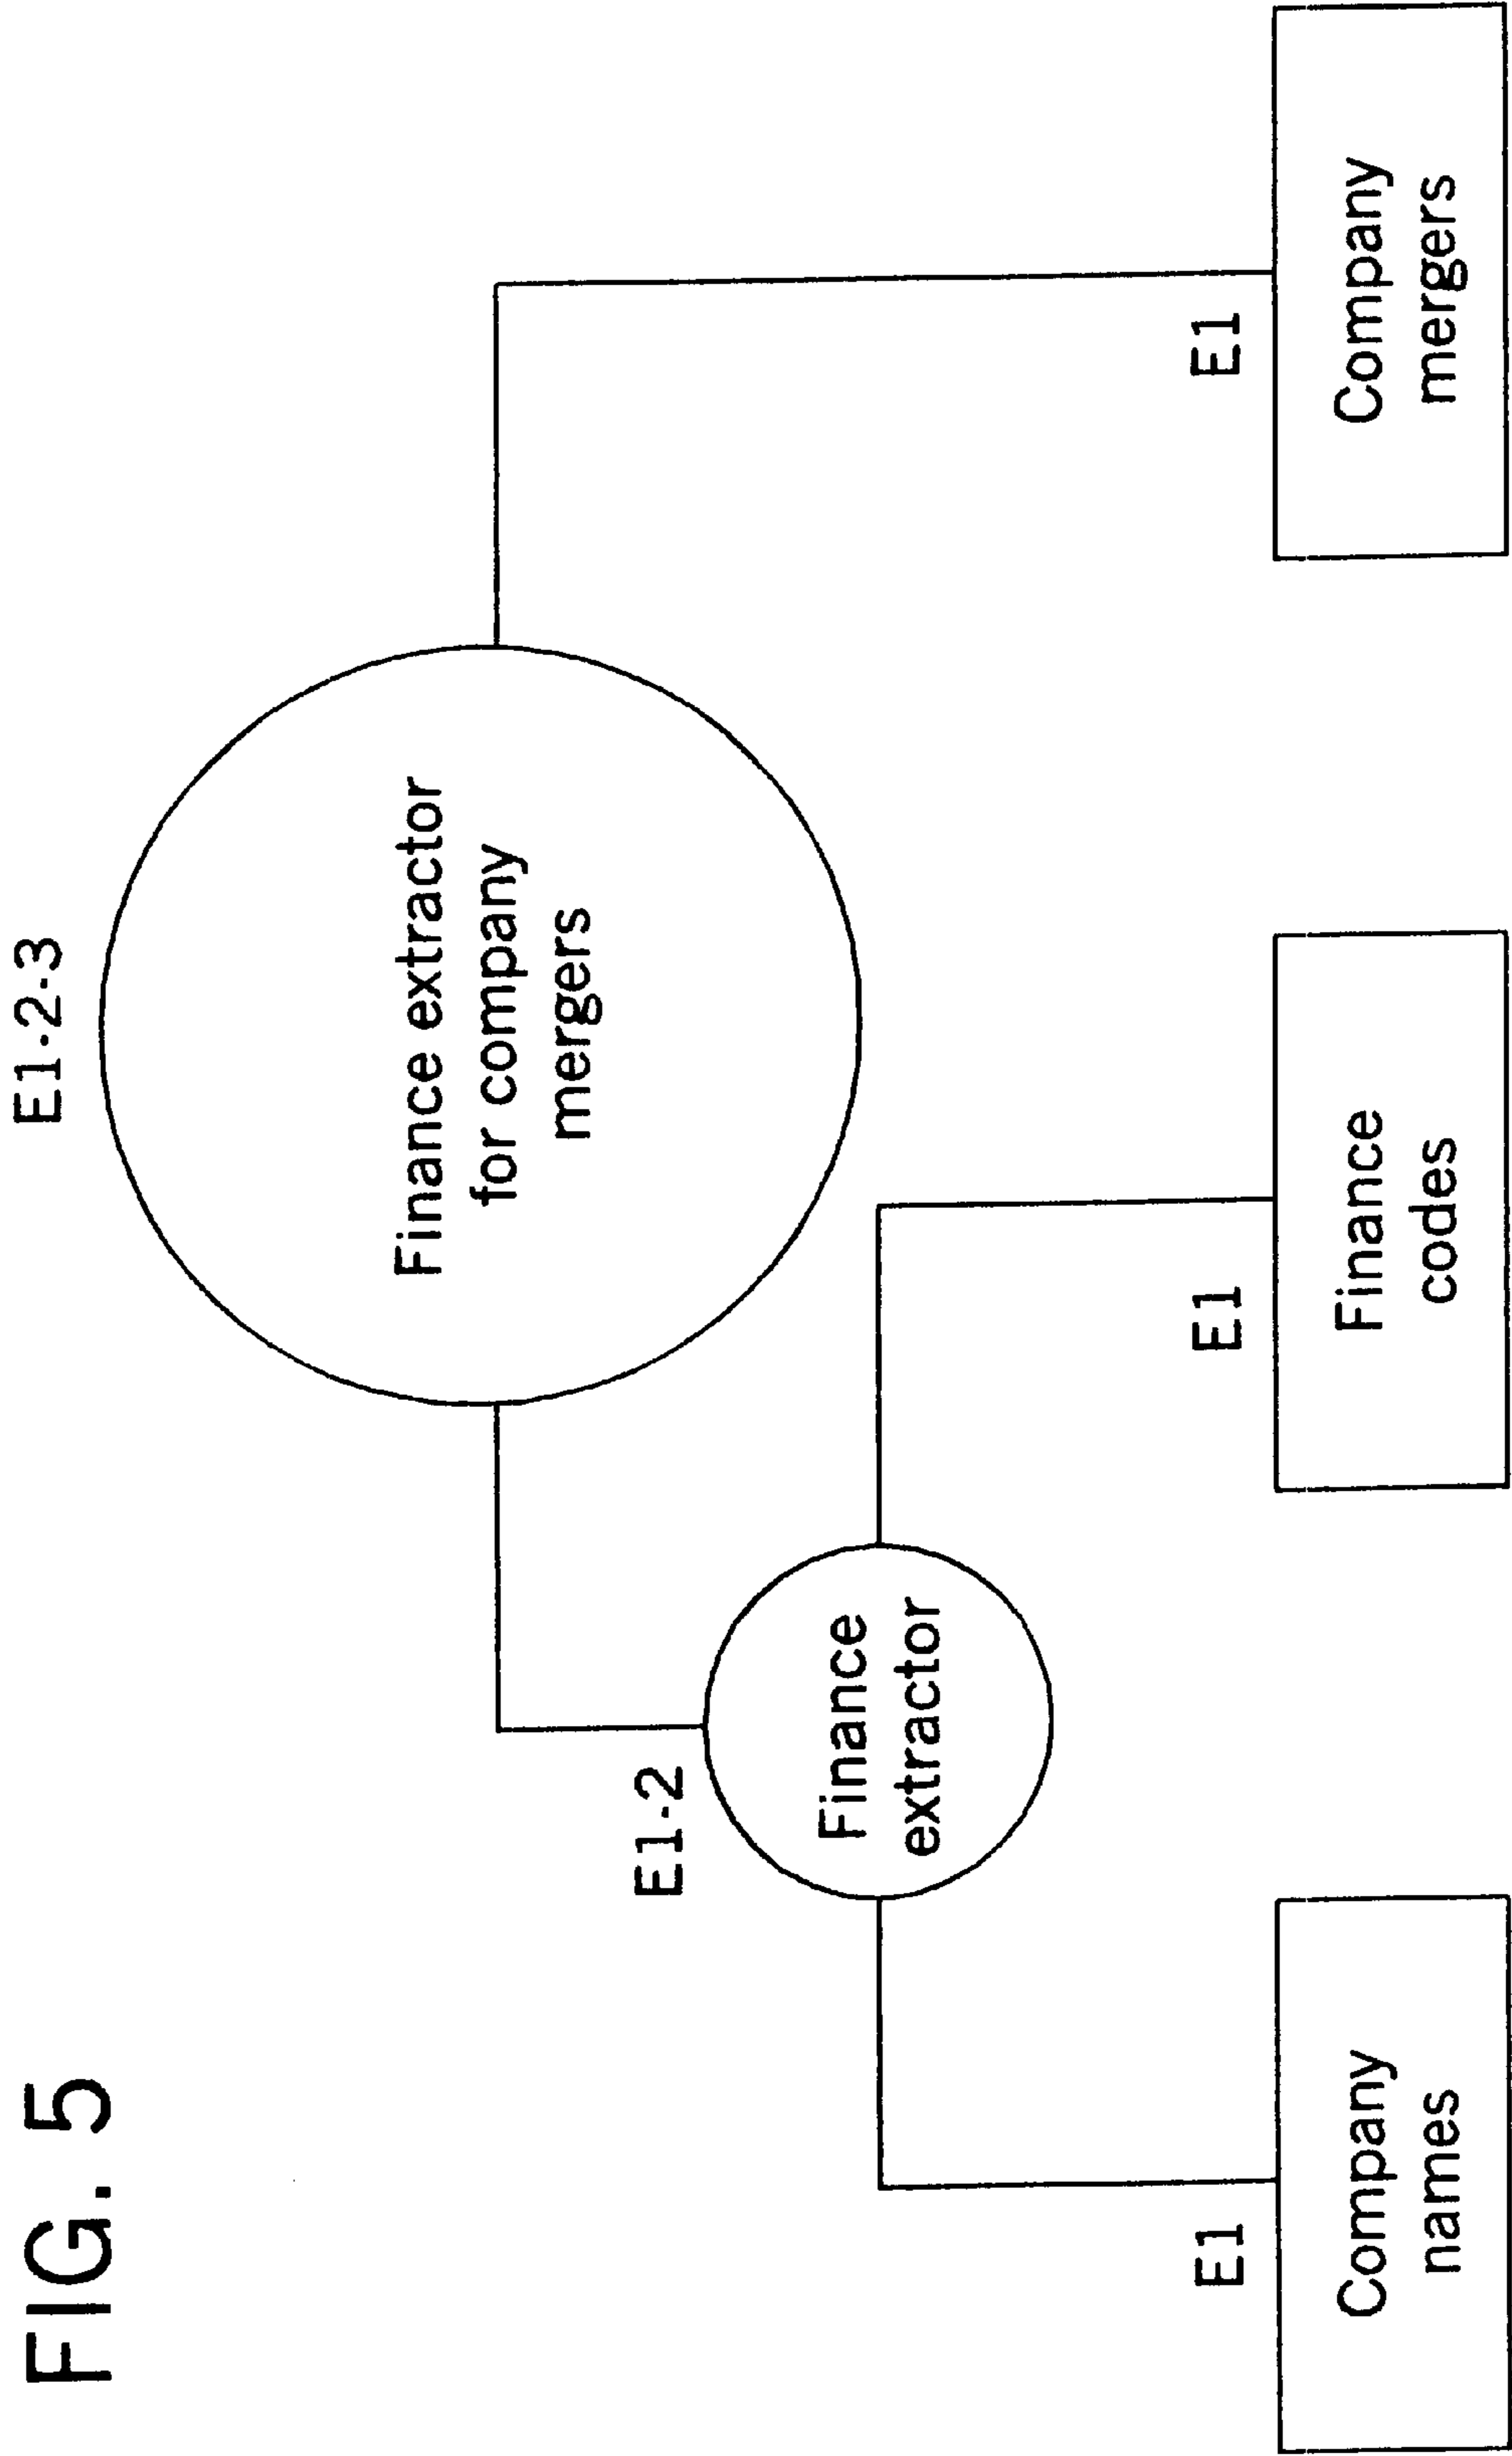 FIG. 5
E1-2-3
Finance extractor
for company
mergers
E1-2
Finance
extractor
E1
Company
names
E1
Finance
codes
E1
Company
mergers